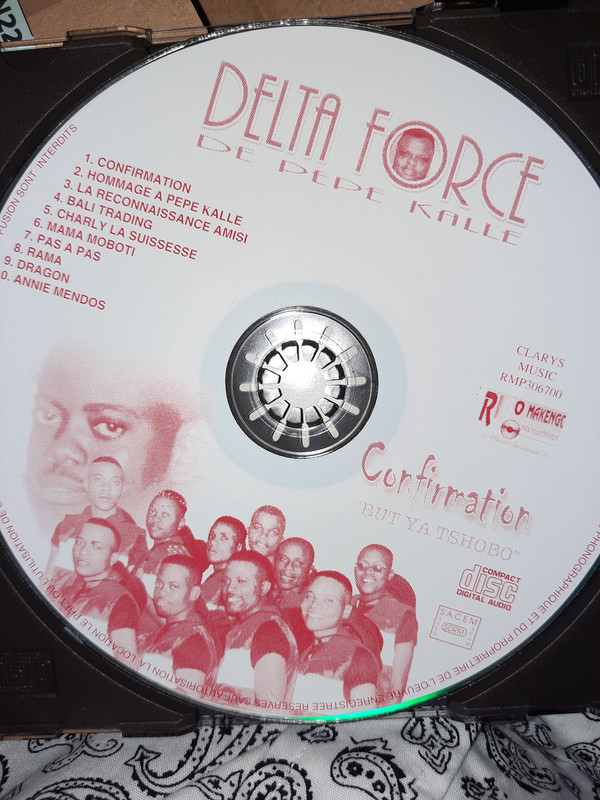 N22
DELTA FORCE
DE PEPE KALLE
1. CONFIRMATION
2. HOMMAGE A PEPE KALLE
3. LA RECONNAISSANCE AMISI
4. BALI TRADING
5. CHARLY LA SUISSESSE
6. MAMA MOBOTI
7. PAS A PAS
8. RAMA
9. DRAGON
0. ANNIE MENDOS
CLARYS
MUSIC
RMP306700
MAKENGO
Confirmation
"BUT YA TSHOBO"
COMPACT
disc
DIGITAL AUDIO
SACEM
SDRM
PHONOGRAPHIQUE ET DU PROPRIETIRE DE L'OEUVRE ENREGISTREE RESERVES SAUF AUTORISATION LA LOCATION LE PRET OU L'UTILISATION DE
FUSION SONT INTERDITS